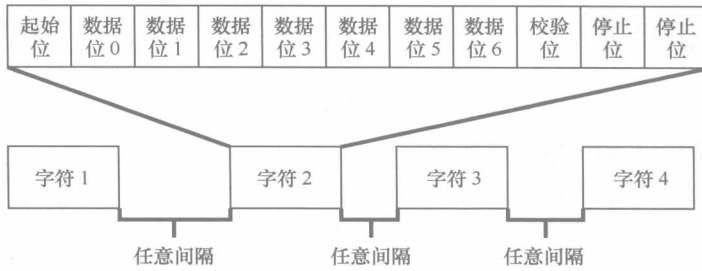 起始位 数据位 0 数据位 1 数据位 2 数据位 3 数据位 4 数据位 5 数据位 6 校验位 停止位 停止位
字符 1 字符 2 字符 3 字符 4
任意间隔 任意间隔 任意间隔